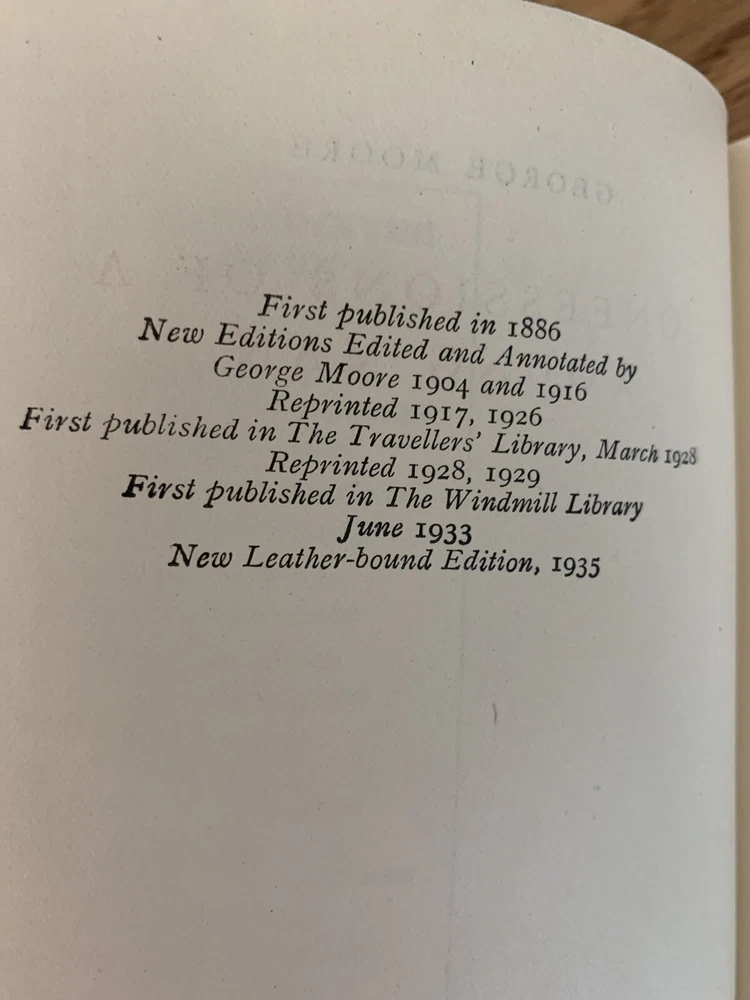 GEORGE MOORE
First published in 1886
New Editions Edited and Annotated by
George Moore 1904 and 1916
Reprinted 1917, 1926
First published in The Travellers' Library, March 1928
Reprinted 1928, 1929
First published in The Windmill Library
June 1933
New Leather-bound Edition, 1935